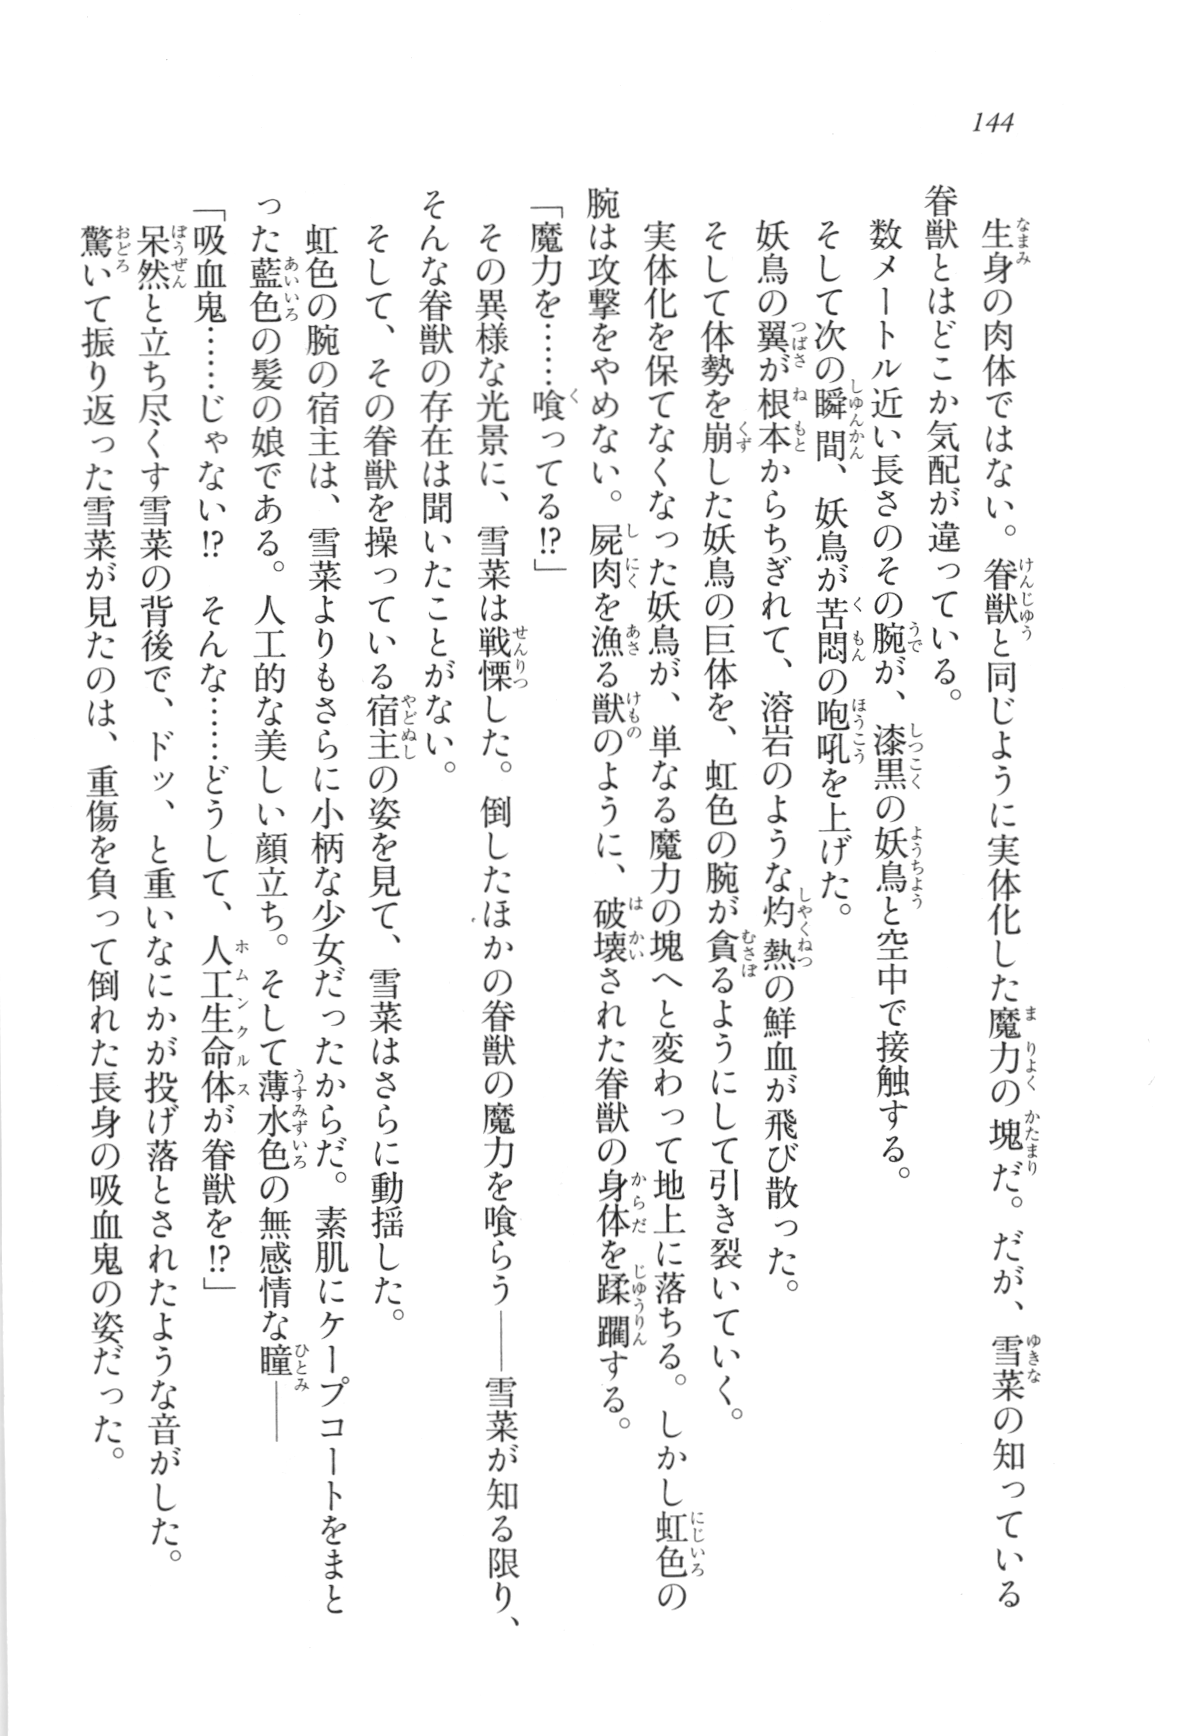 144
　生身の肉体ではない。眷獣と同じように実体化した魔力の塊だ。だが、雪菜の知っている
眷獣とはどこか気配が違っている。
　数メートル近い長さのその腕が、漆黒の妖鳥と空中で接触する。
　そして次の瞬間、妖鳥が苦悶の咆吼を上げた。
　妖鳥の翼が根本からちぎれて、溶岩のような灼熱の鮮血が飛び散った。
　そして体勢を崩した妖鳥の巨体を、虹色の腕が貪るようにして引き裂いていく。
　実体化を保てなくなった妖鳥が、単なる魔力の塊へと変わって地上に落ちる。しかし虹色の
腕は攻撃をやめない。屍肉を漁る獣のように、破壊された眷獣の身体を蹂躙する。
「魔力を……喰ってる!?」
　その異様な光景に、雪菜は戦慄した。倒したほかの眷獣の魔力を喰らう――雪菜が知る限り、
そんな眷獣の存在は聞いたことがない。
　そして、その眷獣を操っている宿主の姿を見て、雪菜はさらに動揺した。
　虹色の腕の宿主は、雪菜よりもさらに小柄な少女だったからだ。素肌にケープコートをまと
った藍色の髪の娘である。人工的な美しい顔立ち。そして薄水色の無感情な瞳――
「吸血鬼……じゃない!?　そんな……どうして、人工生命体が眷獣を!?」
　呆然と立ち尽くす雪菜の背後で、ドッ、と重いなにかが投げ落とされたような音がした。
　驚いて振り返った雪菜が見たのは、重傷を負って倒れた長身の吸血鬼の姿だった。